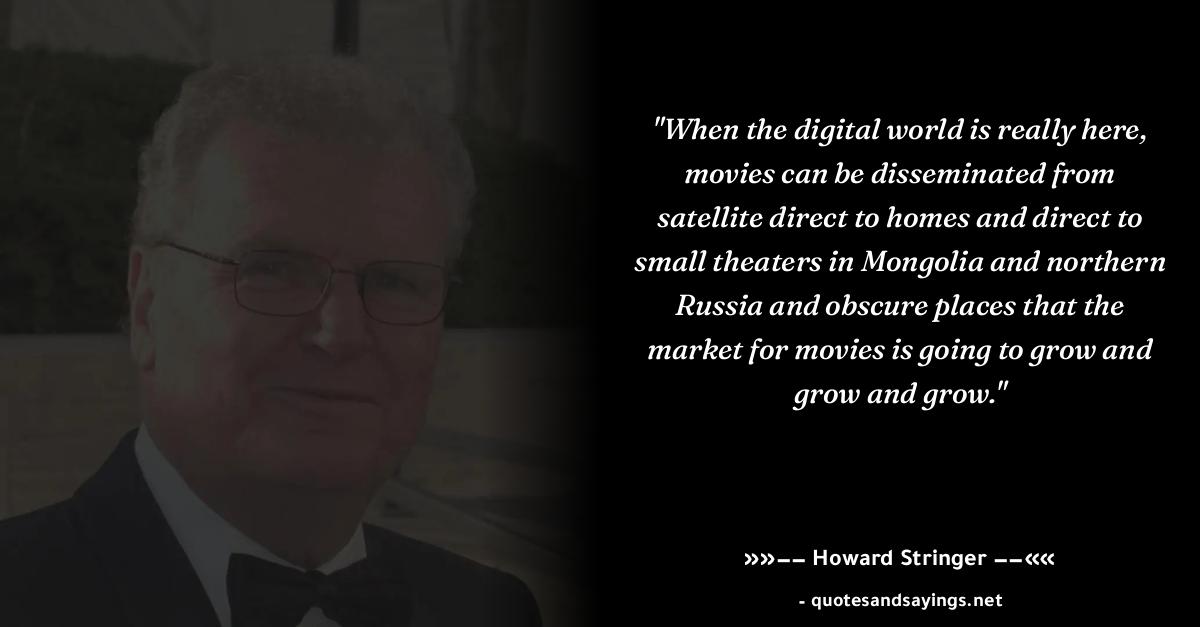 "When the digital world is really here,
movies can be disseminated from
satellite direct to homes and direct to
small theaters in Mongolia and northern
Russia and obscure places that the
market for movies is going to grow and
grow and grow."
»»–– Howard Stringer ––««
- quotesandsayings.net